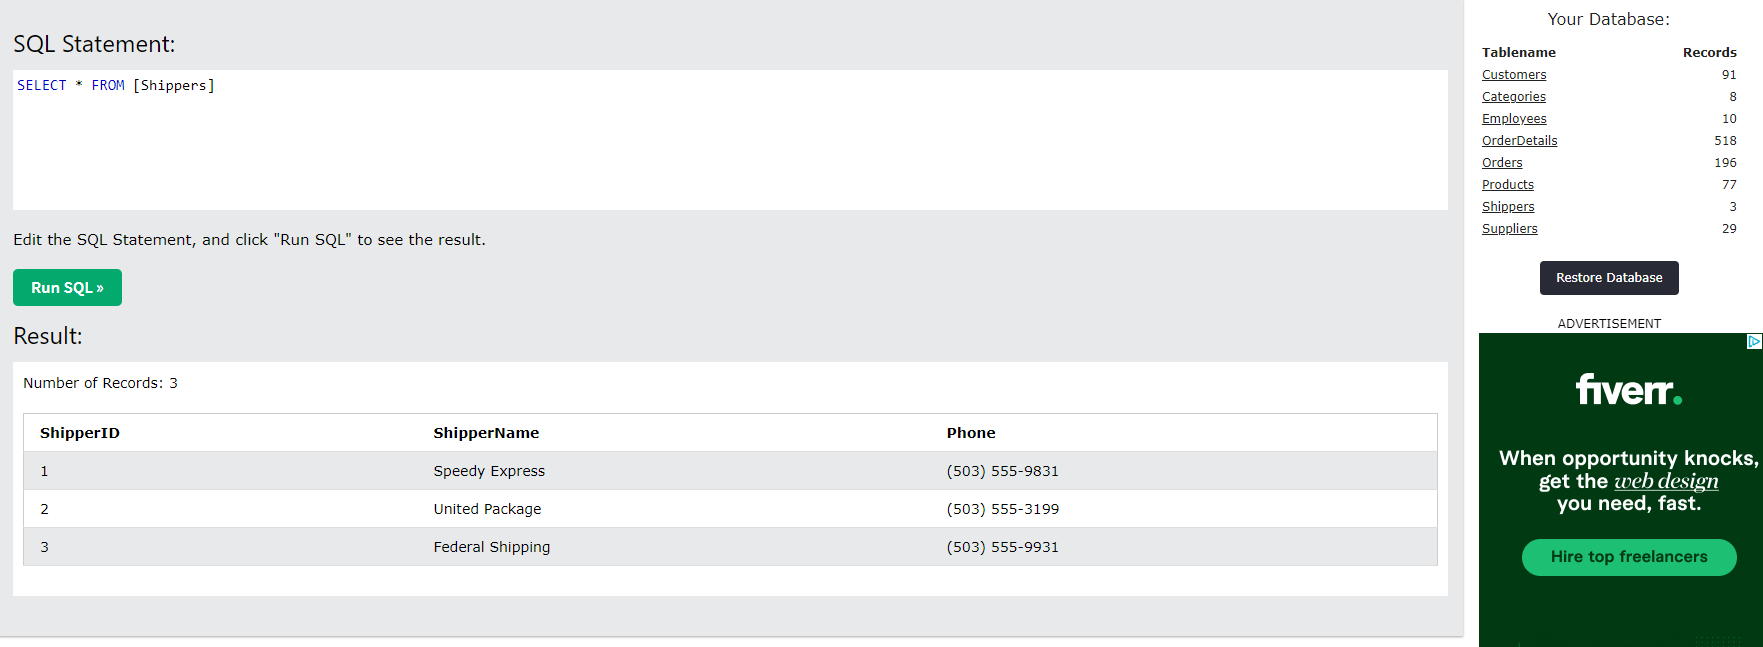 SQL Statement:
SELECT * FROM [Shippers]
Edit the SQL Statement, and click "Run SQL" to see the result.
Run SQL »
Result:
Number of Records: 3
ShipperID ShipperName Phone
1 Speedy Express (503) 555-9831
2 United Package (503) 555-3199
3 Federal Shipping (503) 555-9931
Your Database:
Tablename Records
Customers 91
Categories 8
Employees 10
OrderDetails 518
Orders 196
Products 77
Shippers 3
Suppliers 29
Restore Database
ADVERTISEMENT
fiverr.
When opportunity knocks,
get the web design
you need, fast.
Hire top freelancers